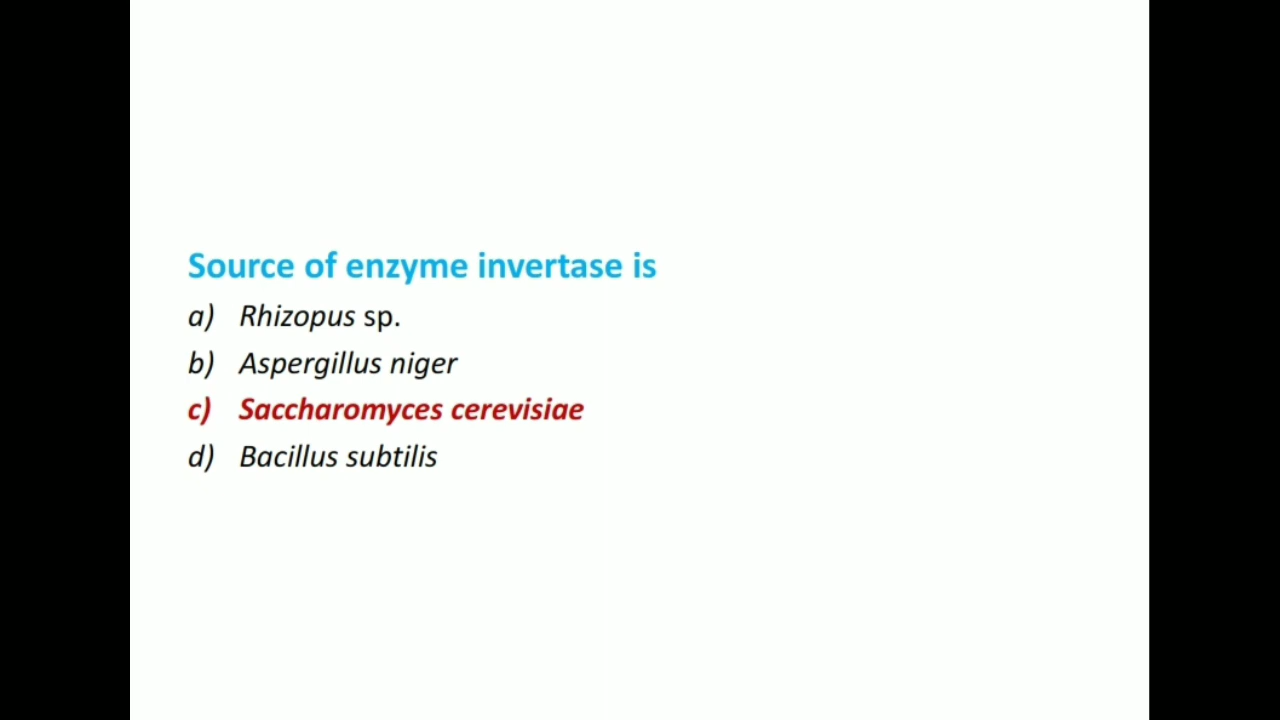 Source of enzyme invertase is
a) Rhizopus sp.
b) Aspergillus niger
c) Saccharomyces cerevisiae
d) Bacillus subtilis